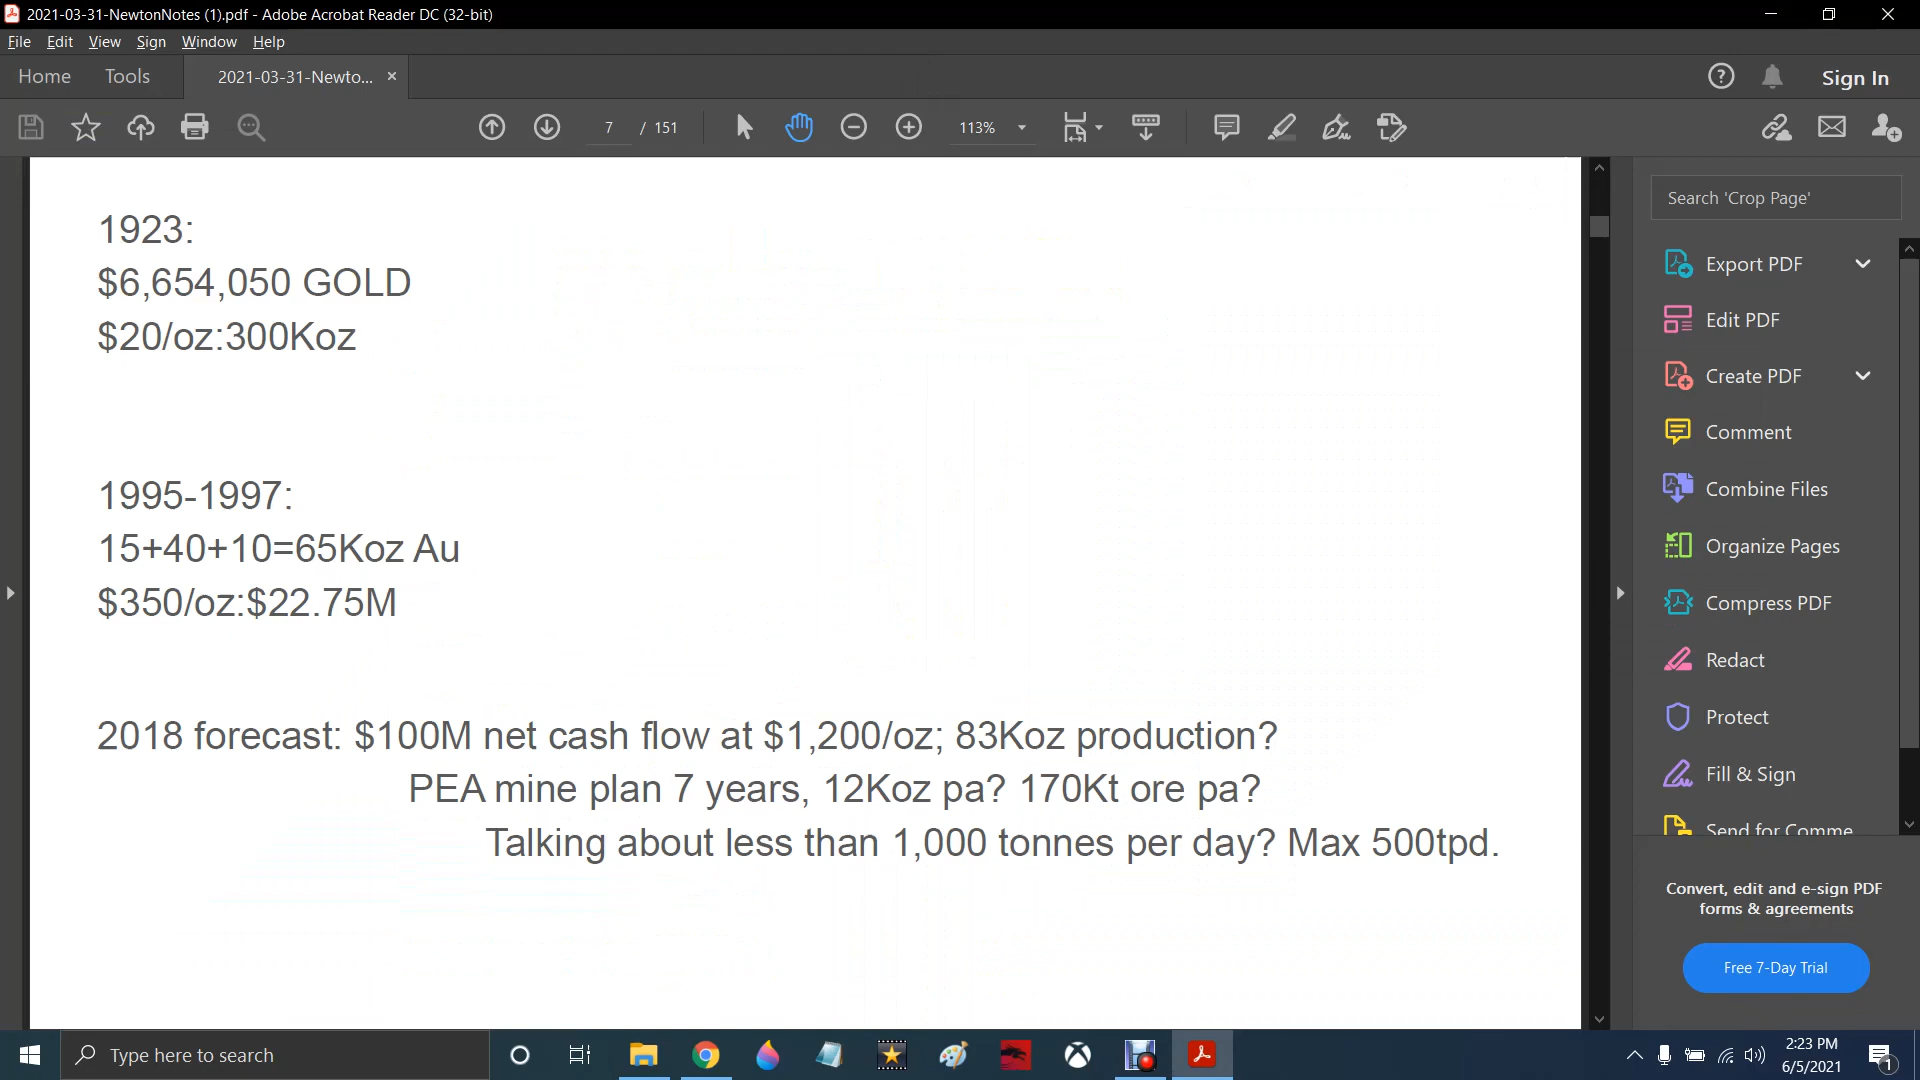 2021-03-31-NewtonNotes (1).pdf - Adobe Acrobat Reader DC (32-bit)
File Edit View Sign Window Help
Home Tools 2021-03-31-Newto... × Sign In
7 / 151 113%
1923:
$6,654,050 GOLD
$20/oz:300Koz
1995-1997:
15+40+10=65Koz Au
$350/oz:$22.75M
2018 forecast: $100M net cash flow at $1,200/oz; 83Koz production?
PEA mine plan 7 years, 12Koz pa? 170Kt ore pa?
Talking about less than 1,000 tonnes per day? Max 500tpd.
Search 'Crop Page'
Export PDF
Edit PDF
Create PDF
Comment
Combine Files
Organize Pages
Compress PDF
Redact
Protect
Fill & Sign
Send for Comme
Convert, edit and e-sign PDF
forms & agreements
Free 7-Day Trial
Type here to search
2:23 PM
6/5/2021
1